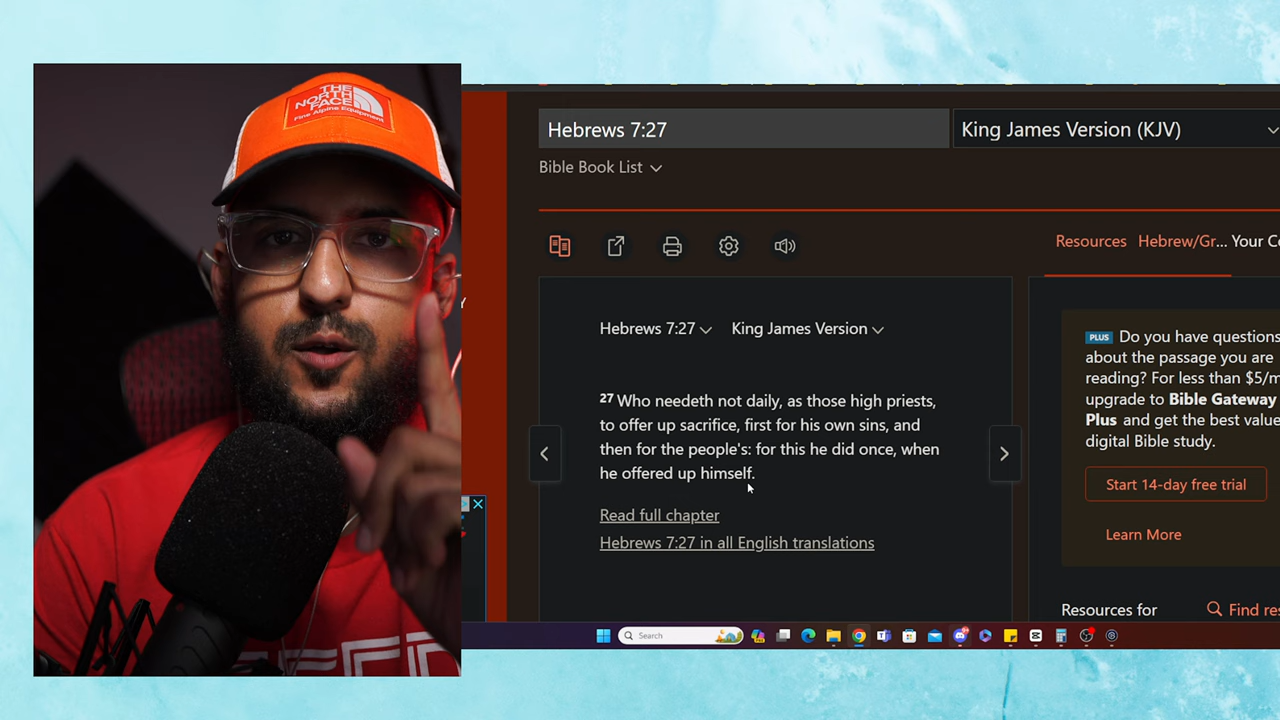 THE
NORTH
FACE
Fine Alpine Equipment
Hebrews 7:27
King James Version (KJV)
Bible Book List
Resources
Hebrew/Gr...
Your Co
Hebrews 7:27
King James Version
27 Who needeth not daily, as those high priests,
to offer up sacrifice, first for his own sins, and
then for the people's: for this he did once, when
he offered up himself.
Read full chapter
Hebrews 7:27 in all English translations
PLUS Do you have questions
about the passage you are
reading? For less than $5/m
upgrade to Bible Gateway
Plus and get the best value
digital Bible study.
Start 14-day free trial
Learn More
Resources for
Find res
Search